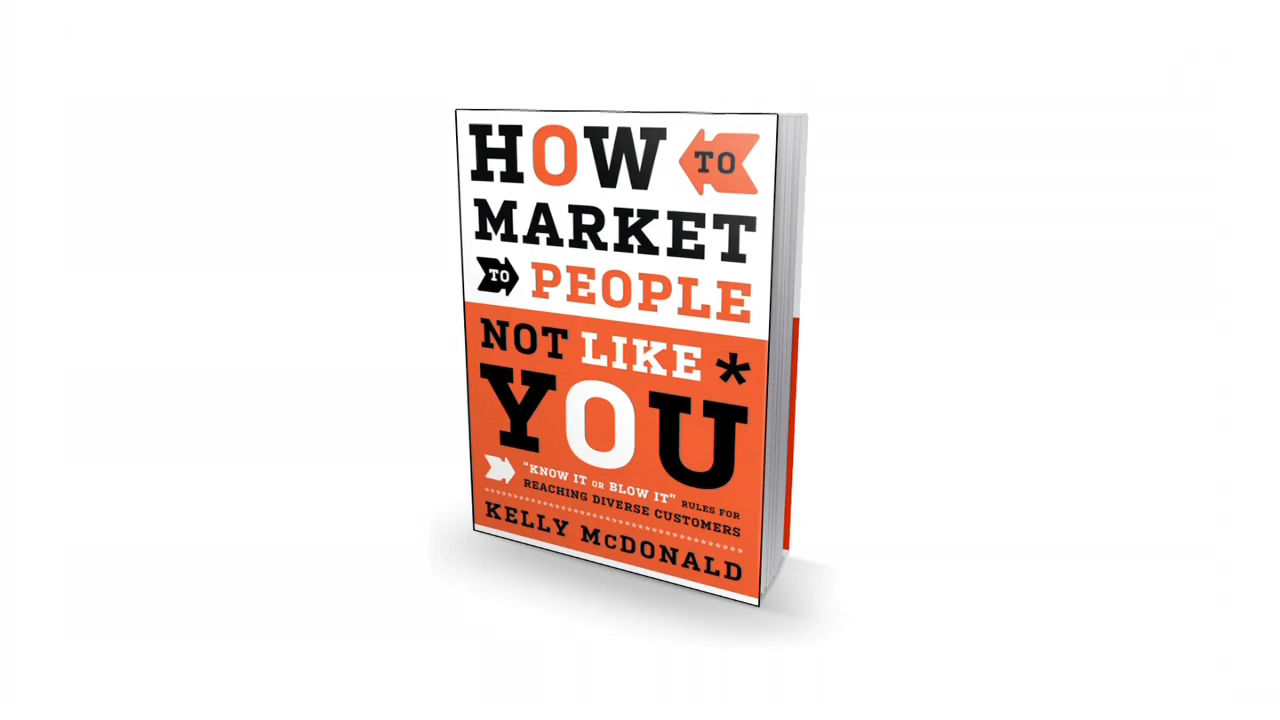 HOW TO
MARKET
TO PEOPLE
NOT LIKE *
YOU
"KNOW IT OR BLOW IT" RULES FOR
REACHING DIVERSE CUSTOMERS
KELLY McDONALD